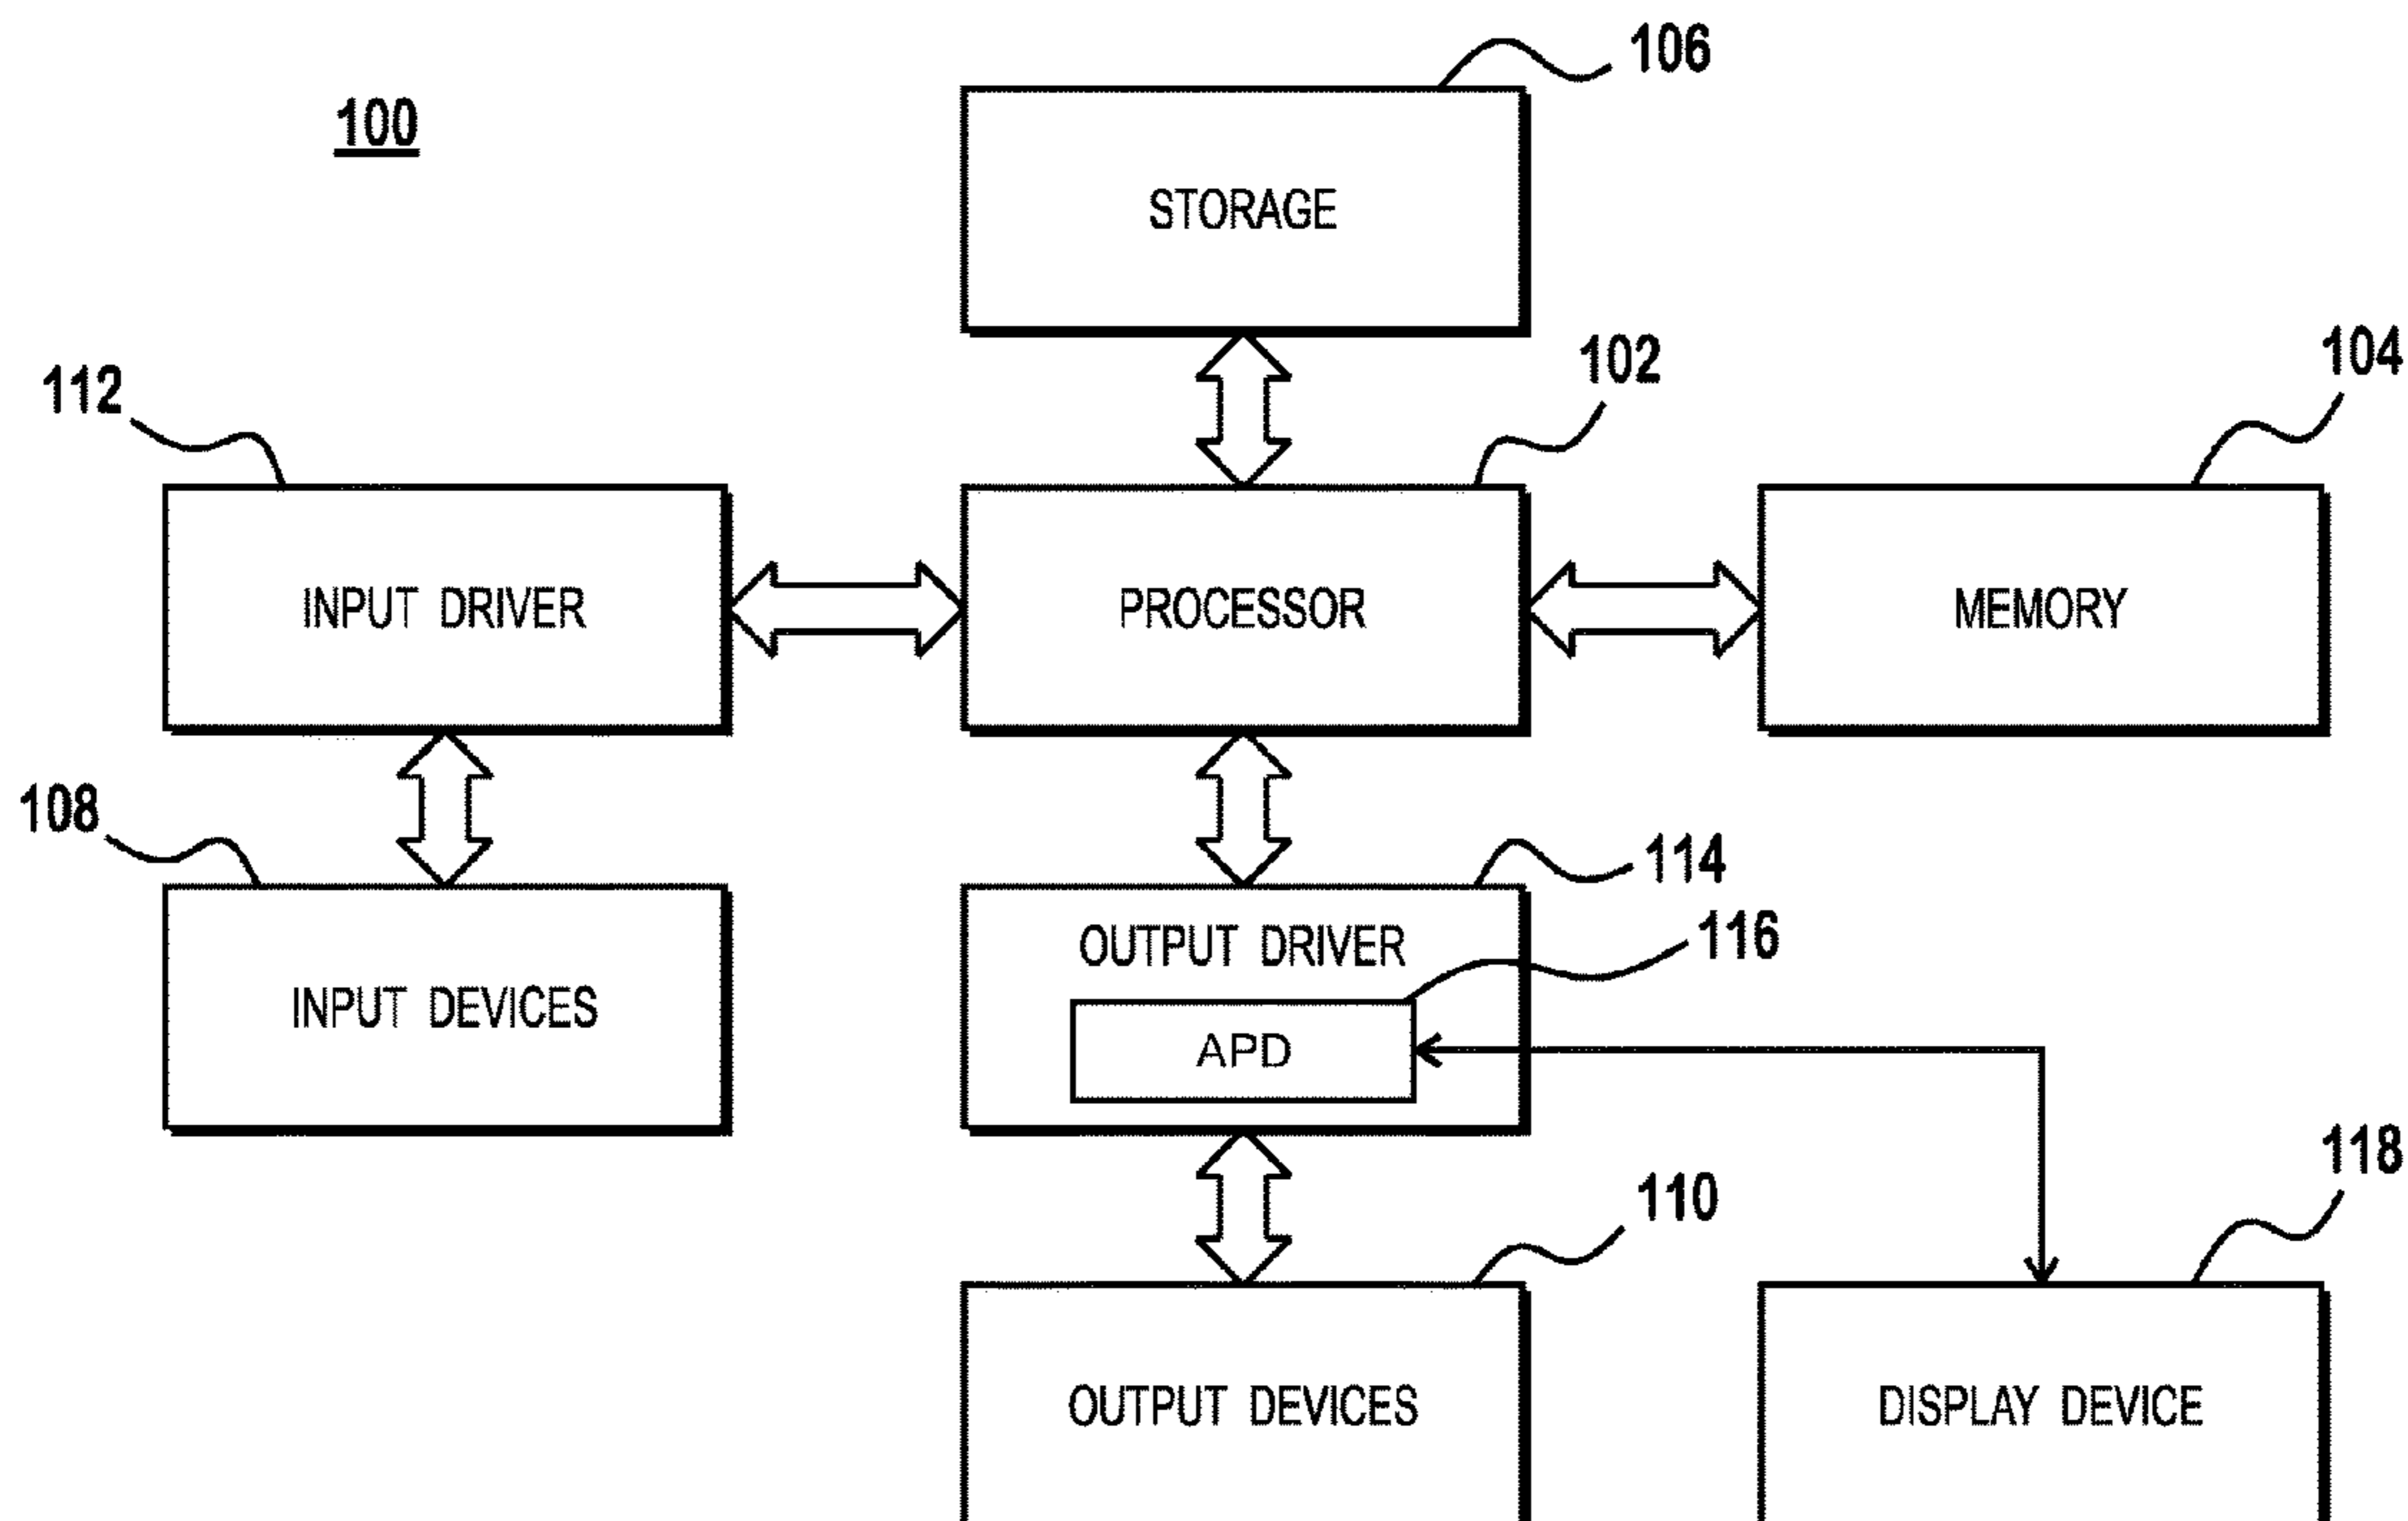 106
100
STORAGE
102
104
112
INPUT DRIVER
PROCESSOR
MEMORY
108
114
116
OUTPUT DRIVER
INPUT DEVICES
APD
118
110
OUTPUT DEVICES
DISPLAY DEVICE